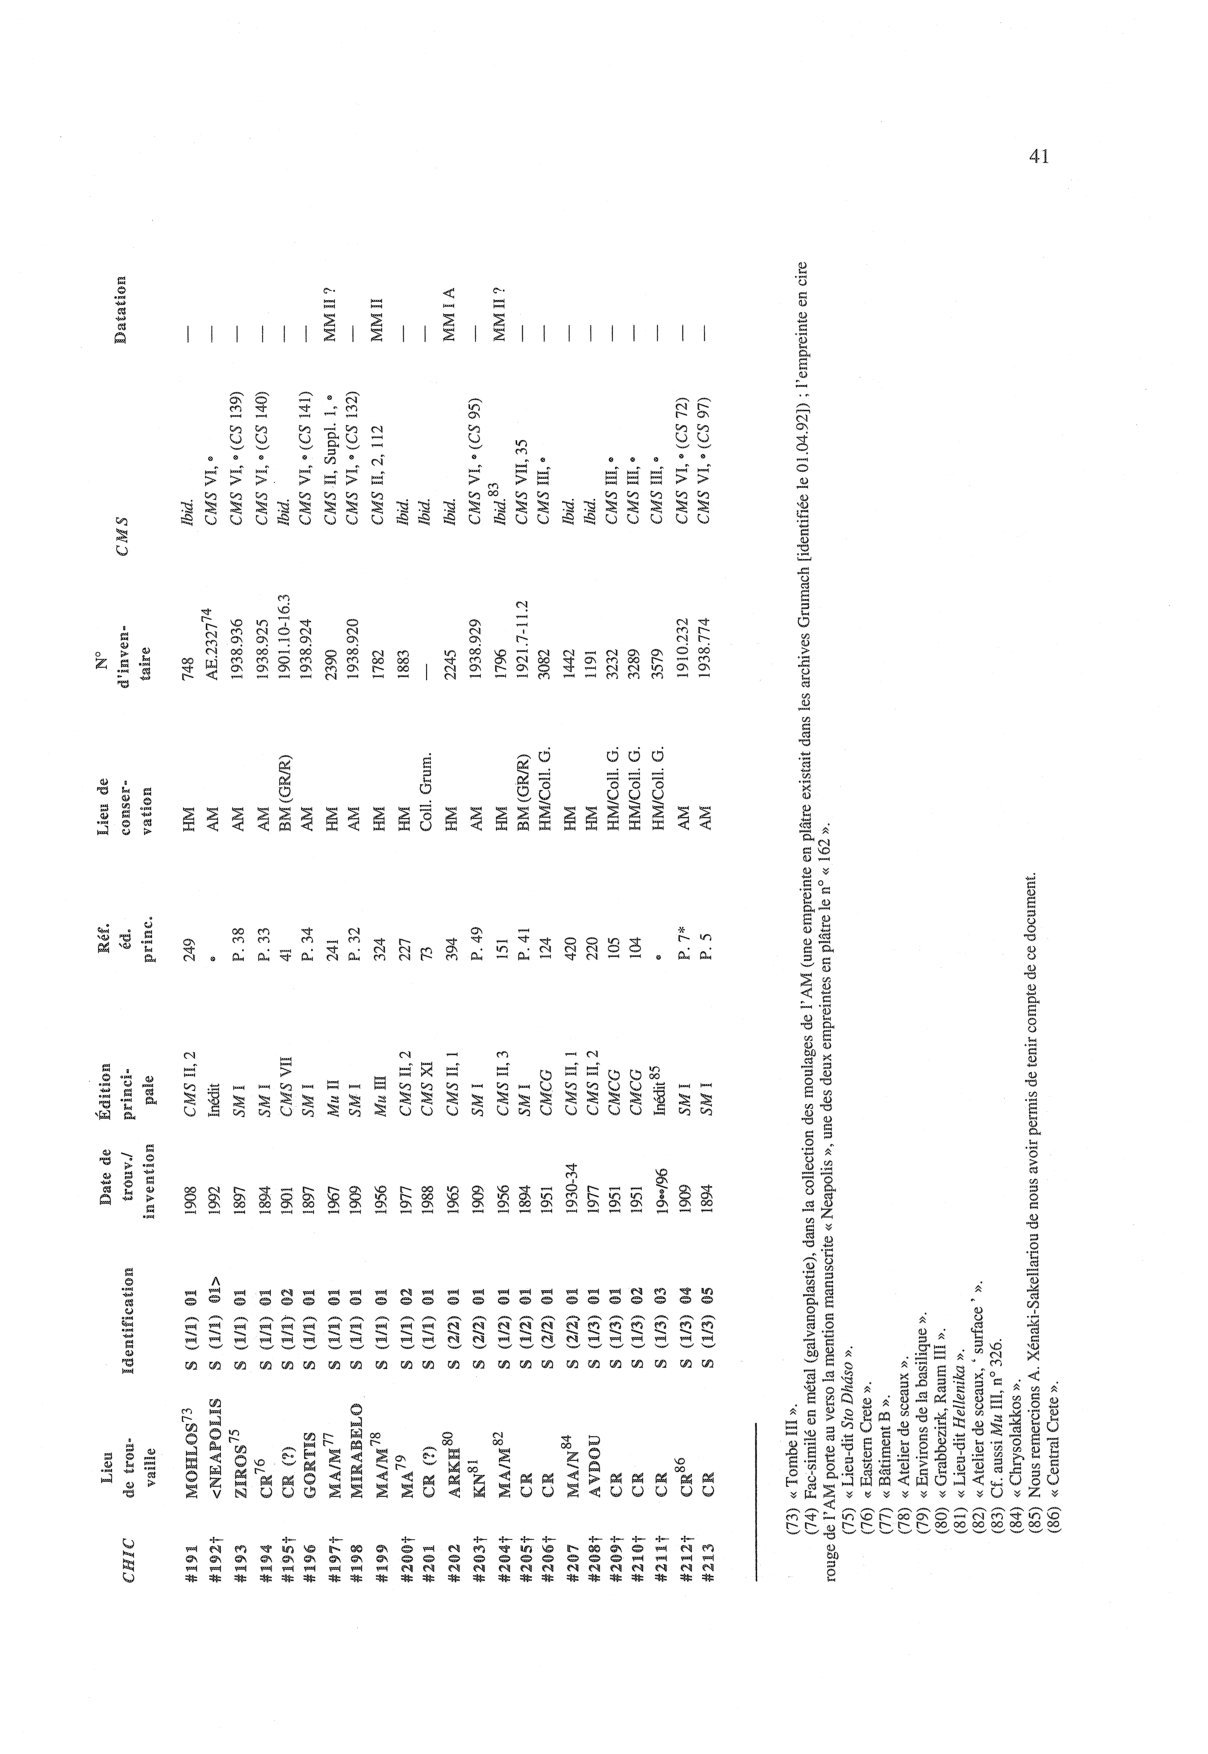 41
CHIC Lieu de trou-vaille Identification Date de trouv./invention Édition princi-pale Réf. éd. princ. Lieu de conser-vation N° d'inven-taire CMS Datation
#191 MOHLOS73 S (1/1) 01 1908 CMS II, 2 249 HM 748 Ibid. —
#192† <NEAPOLIS S (1/1) 01> 1992 Inédit • AM AE.232774 CMS VI, • —
#193 ZIROS75 S (1/1) 01 1897 SM I P. 38 AM 1938.936 CMS VI, • (CS 139) —
#194 CR76 S (1/1) 01 1894 SM I P. 33 AM 1938.925 CMS VI, • (CS 140) —
#195† CR (?) S (1/1) 02 1901 CMS VII 41 BM (GR/R) 1901.10-16.3 Ibid. —
#196 GORTIS S (1/1) 01 1897 SM I P. 34 AM 1938.924 CMS VI, • (CS 141) —
#197† MA/M77 S (1/1) 01 1967 Mu II 241 HM 2390 CMS II, Suppl. 1, • MM II ?
#198 MIRABELO S (1/1) 01 1909 SM I P. 32 AM 1938.920 CMS VI, • (CS 132) —
#199 MA/M78 S (1/1) 01 1956 Mu III 324 HM 1782 CMS II, 2, 112 MM II
#200† MA79 S (1/1) 02 1977 CMS II, 2 227 HM 1883 Ibid. —
#201 CR (?) S (1/1) 01 1988 CMS XI 73 Coll. Grum. — Ibid. —
#202 ARKH80 S (2/2) 01 1965 CMS II, 1 394 HM 2245 Ibid. MM I A
#203† KN81 S (2/2) 01 1909 SM I P. 49 AM 1938.929 CMS VI, • (CS 95) —
#204† MA/M82 S (1/2) 01 1956 CMS II, 3 151 HM 1796 Ibid.83 MM II ?
#205† CR S (1/2) 01 1894 SM I P. 41 BM (GR/R) 1921.7-11.2 CMS VII, 35 —
#206† CR S (2/2) 01 1951 CMCG 124 HM/Coll. G. 3082 CMS III, • —
#207 MA/N84 S (2/2) 01 1930-34 CMS II, 1 420 HM 1442 Ibid. —
#208† AVDOU S (1/3) 01 1977 CMS II, 2 220 HM 1191 Ibid. —
#209† CR S (1/3) 01 1951 CMCG 105 HM/Coll. G. 3232 CMS III, • —
#210† CR S (1/3) 02 1951 CMCG 104 HM/Coll. G. 3289 CMS III, • —
#211† CR S (1/3) 03 19••/96 Inédit85 • HM/Coll. G. 3579 CMS III, • —
#212† CR86 S (1/3) 04 1909 SM I P. 7* AM 1910.232 CMS VI, • (CS 72) —
#213 CR S (1/3) 05 1894 SM I P. 5 AM 1938.774 CMS VI, • (CS 97) —
(73) « Tombe III ».
(74) Fac-similé en métal (galvanoplastie), dans la collection des moulages de l'AM (une empreinte en plâtre existait dans les archives Grumach [identifiée le 01.04.92]) ; l'empreinte en cire
rouge de l'AM porte au verso la mention manuscrite « Neapolis », une des deux empreintes en plâtre le n° « 162 ».
(75) « Lieu-dit Sto Dháso ».
(76) « Eastern Crete ».
(77) « Bâtiment B ».
(78) « Atelier de sceaux ».
(79) « Environs de la basilique ».
(80) « Grabbezirk, Raum III ».
(81) « Lieu-dit Hellenika ».
(82) « Atelier de sceaux, ‘ surface ’ ».
(83) Cf. aussi Mu III, n° 326.
(84) « Chrysolakkos ».
(85) Nous remercions A. Xénaki-Sakellariou de nous avoir permis de tenir compte de ce document.
(86) « Central Crete ».